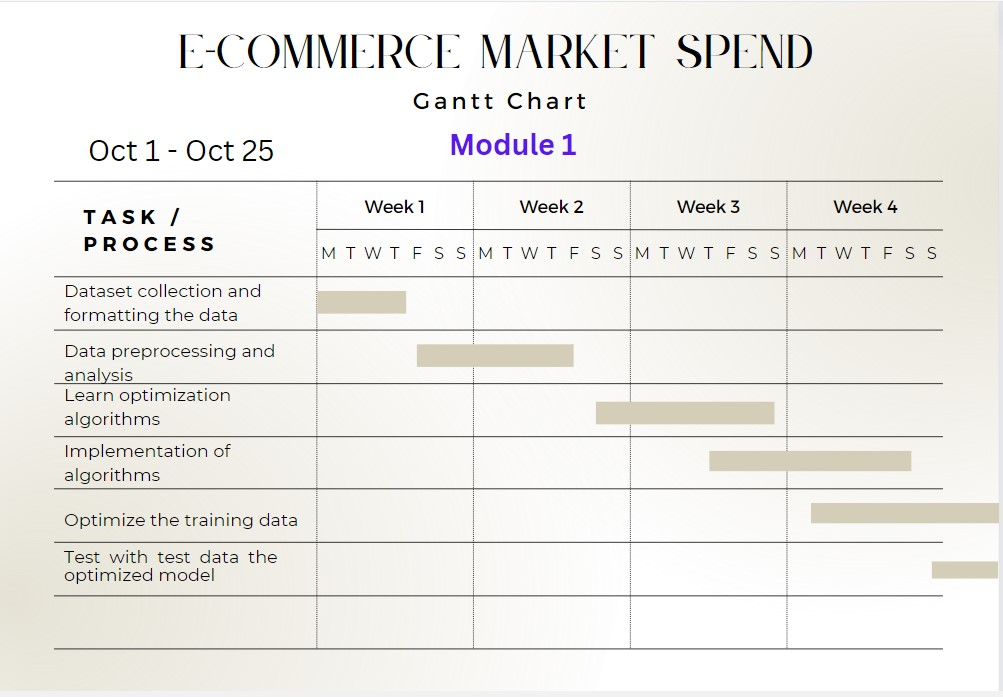 E-COMMERCE MARKET SPEND
Gantt Chart
Oct 1 - Oct 25
Module 1
TASK /
PROCESS
Week 1 Week 2 Week 3 Week 4
M T W T F S S M T W T F S S M T W T F S S M T W T F S S
Dataset collection and
formatting the data
Data preprocessing and
analysis
Learn optimization
algorithms
Implementation of
algorithms
Optimize the training data
Test with test data the
optimized model